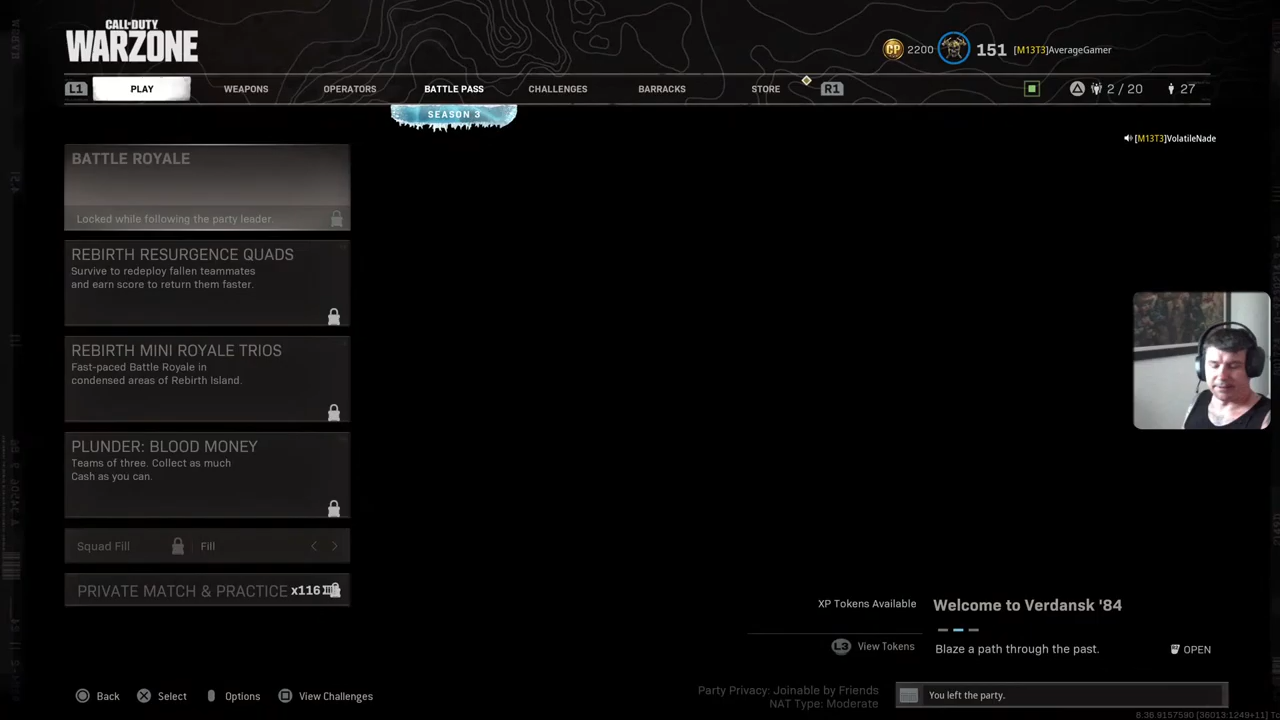 CALL OF DUTY
WARZONE
CP 2200 151 [M13T3]AverageGamer
L1 PLAY WEAPONS OPERATORS BATTLE PASS CHALLENGES BARRACKS STORE R1 2 / 20 27
SEASON 3
[M13T3]VolatileNade
BATTLE ROYALE
Locked while following the party leader.
REBIRTH RESURGENCE QUADS
Survive to redeploy fallen teammates
and earn score to return them faster.
REBIRTH MINI ROYALE TRIOS
Fast-paced Battle Royale in
condensed areas of Rebirth Island.
PLUNDER: BLOOD MONEY
Teams of three. Collect as much
Cash as you can.
Squad Fill Fill
PRIVATE MATCH & PRACTICE x116
XP Tokens Available
L3 View Tokens
Welcome to Verdansk '84
Blaze a path through the past.
OPEN
Back Select Options View Challenges
Party Privacy: Joinable by Friends
NAT Type: Moderate
You left the party.